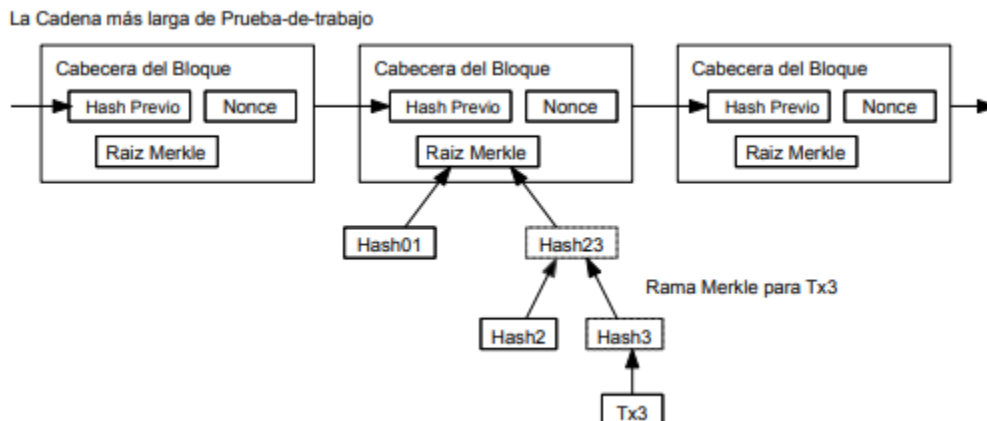 La Cadena más larga de Prueba-de-trabajo
Cabecera del Bloque
Hash Previo
Nonce
Raiz Merkle
Cabecera del Bloque
Hash Previo
Nonce
Raiz Merkle
Cabecera del Bloque
Hash Previo
Nonce
Raiz Merkle
Hash01
Hash23
Rama Merkle para Tx3
Hash2
Hash3
Tx3